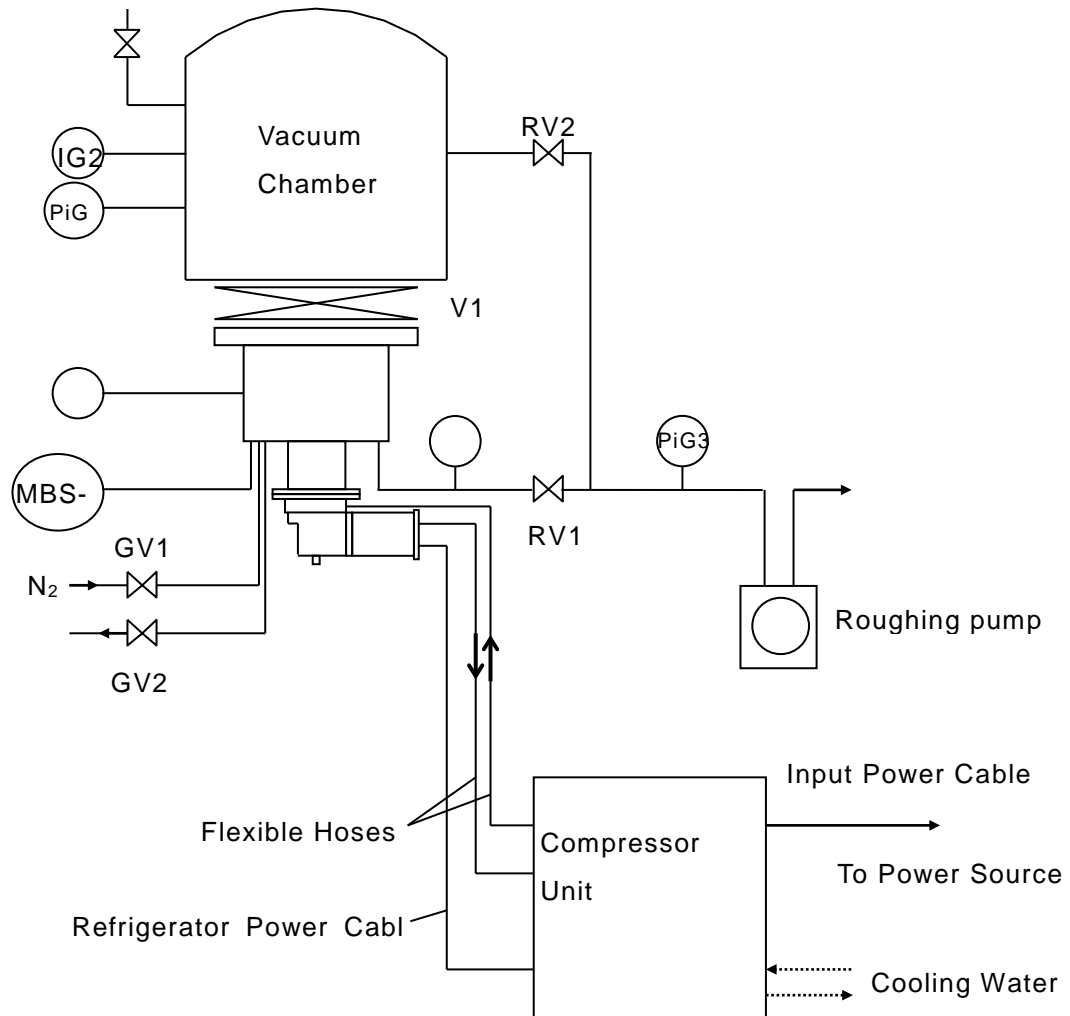 RV2
Vacuum
Chamber
IG2
PiG
V1
PiG3
MBS-
RV1
GV1
N₂
GV2
Roughing pump
Input Power Cable
Flexible Hoses
Compressor
Unit
To Power Source
Refrigerator Power Cabl
Cooling Water